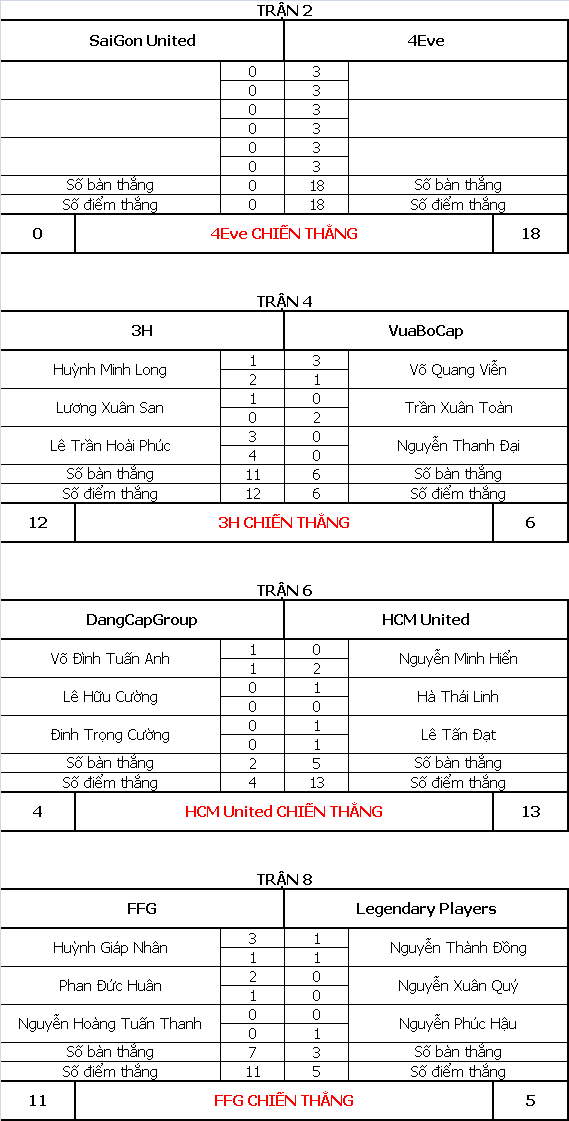 TRẬN 2
SaiGon United 4Eve
0 3
0 3
0 3
0 3
0 3
0 3
Số bàn thắng 0 18 Số bàn thắng
Số điểm thắng 0 18 Số điểm thắng
0 4Eve CHIẾN THẮNG 18
TRẬN 4
3H VuaBoCap
Huỳnh Minh Long 1 3 Võ Quang Viễn
2 1
Lương Xuân San 1 0 Trần Xuân Toàn
0 2
Lê Trần Hoài Phúc 3 0 Nguyễn Thanh Đại
4 0
Số bàn thắng 11 6 Số bàn thắng
Số điểm thắng 12 6 Số điểm thắng
12 3H CHIẾN THẮNG 6
TRẬN 6
DangCapGroup HCM United
Võ Đình Tuấn Anh 1 0 Nguyễn Minh Hiển
1 2
Lê Hữu Cường 0 1 Hà Thái Linh
0 0
Đinh Trọng Cường 0 1 Lê Tấn Đạt
0 1
Số bàn thắng 2 5 Số bàn thắng
Số điểm thắng 4 13 Số điểm thắng
4 HCM United CHIẾN THẮNG 13
TRẬN 8
FFG Legendary Players
Huỳnh Giáp Nhân 3 1 Nguyễn Thành Đồng
1 1
Phan Đức Huân 2 0 Nguyễn Xuân Quý
1 0
Nguyễn Hoàng Tuấn Thanh 0 0 Nguyễn Phúc Hậu
0 1
Số bàn thắng 7 3 Số bàn thắng
Số điểm thắng 11 5 Số điểm thắng
11 FFG CHIẾN THẮNG 5